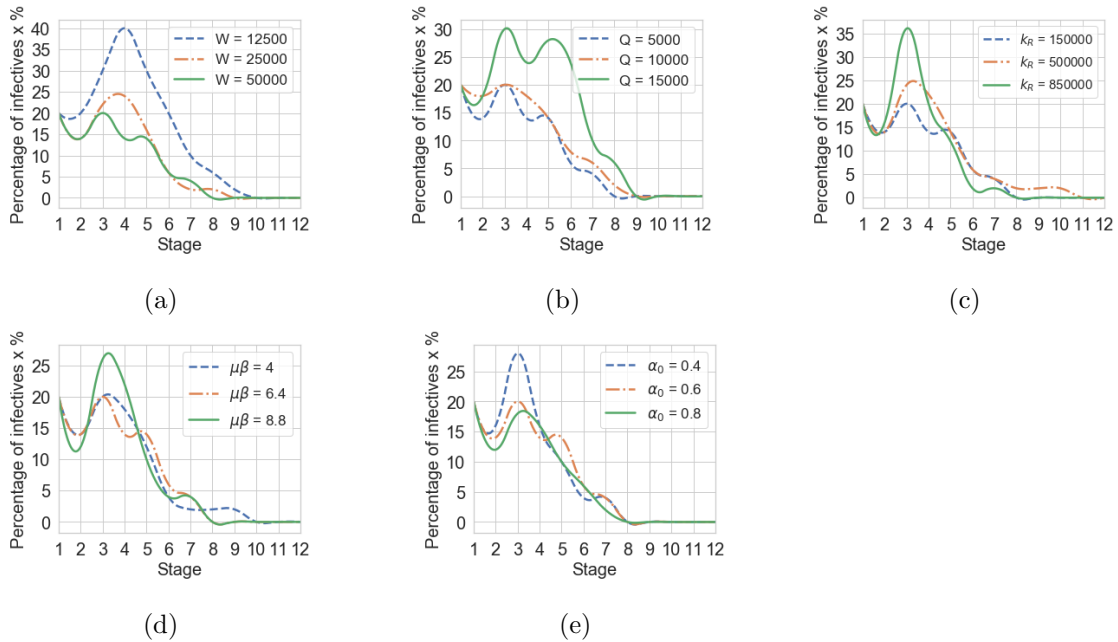 Percentage of infectives x %
40
35
30
25
20
15
10
5
0
1 2 3 4 5 6 7 8 9 10 11 12
Stage
W = 12500
W = 25000
W = 50000
(a)
Percentage of infectives x %
30
25
20
15
10
5
0
1 2 3 4 5 6 7 8 9 10 11 12
Stage
Q = 5000
Q = 10000
Q = 15000
(b)
Percentage of infectives x %
35
30
25
20
15
10
5
0
1 2 3 4 5 6 7 8 9 10 11 12
Stage
k_R = 150000
k_R = 500000
k_R = 850000
(c)
Percentage of infectives x %
25
20
15
10
5
0
1 2 3 4 5 6 7 8 9 10 11 12
Stage
μβ = 4
μβ = 6.4
μβ = 8.8
(d)
Percentage of infectives x %
25
20
15
10
5
0
1 2 3 4 5 6 7 8 9 10 11 12
Stage
α₀ = 0.4
α₀ = 0.6
α₀ = 0.8
(e)